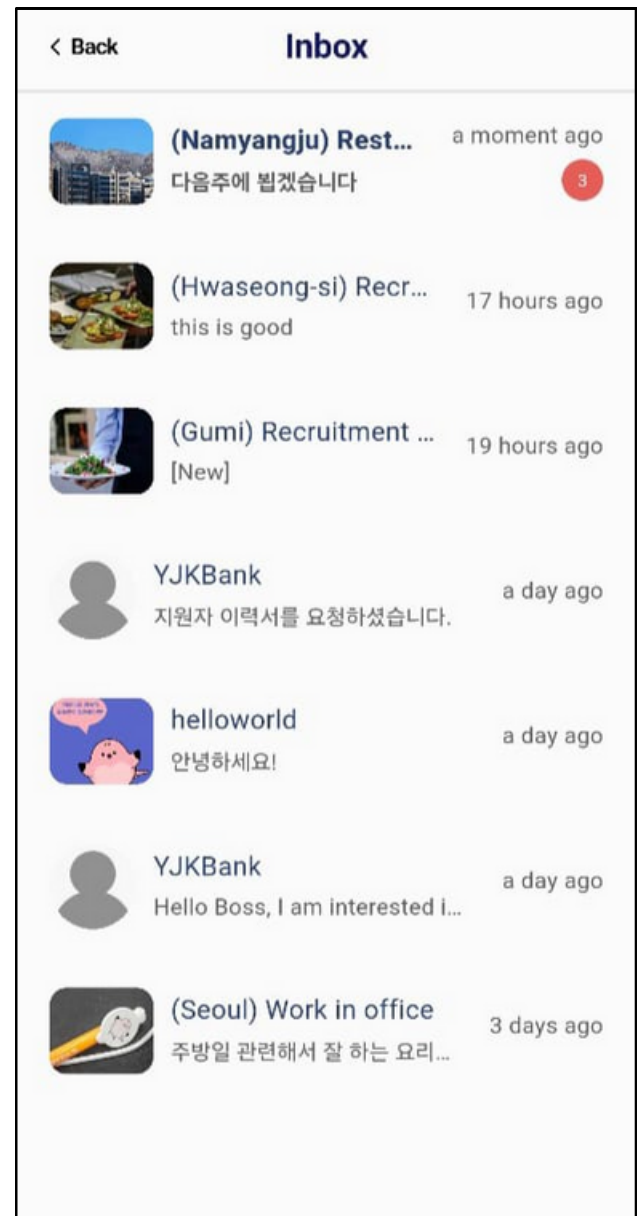 Back
Inbox
(Namyangju) Rest...
a moment ago
다음주에 뵙겠습니다
3
(Hwaseong-si) Recr...
17 hours ago
this is good
(Gumi) Recruitment ...
19 hours ago
[New]
YJKBank
a day ago
지원자 이력서를 요청하셨습니다.
helloworld
a day ago
안녕하세요!
YJKBank
a day ago
Hello Boss, I am interested i...
(Seoul) Work in office
3 days ago
주방일 관련해서 잘 하는 요리...